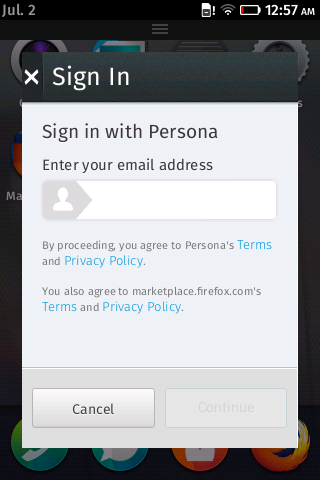 Jul. 2
12:57 AM
Sign In
Sign in with Persona
Enter your email address
By proceeding, you agree to Persona's Terms
and Privacy Policy.
You also agree to marketplace.firefox.com's
Terms and Privacy Policy.
Cancel
Continue